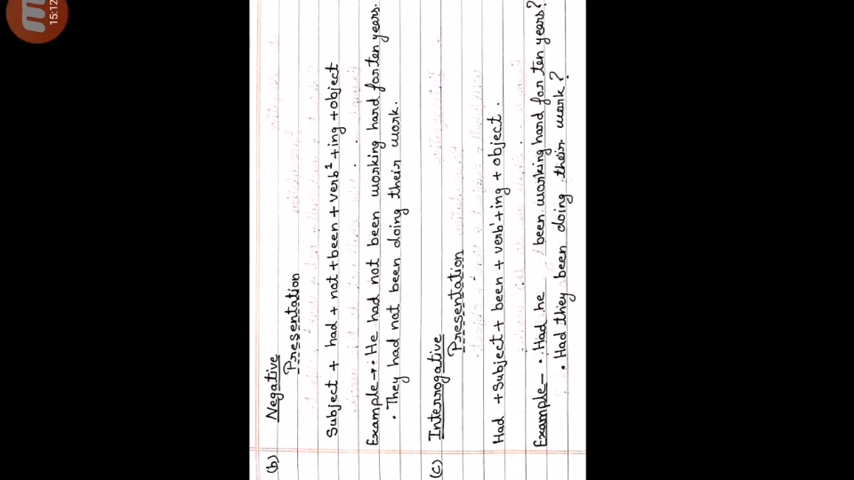 15:12
(b) Negative
Presentation
Subject + had + not + been + verb¹ + ing + object
Example → • He had not been working hard for ten years.
• They had not been doing their work.
(c) Interrogative
Presentation
Had + Subject + been + verb¹ + ing + object.
Example – • Had he been working hard for ten years?
• Had they been doing their work?